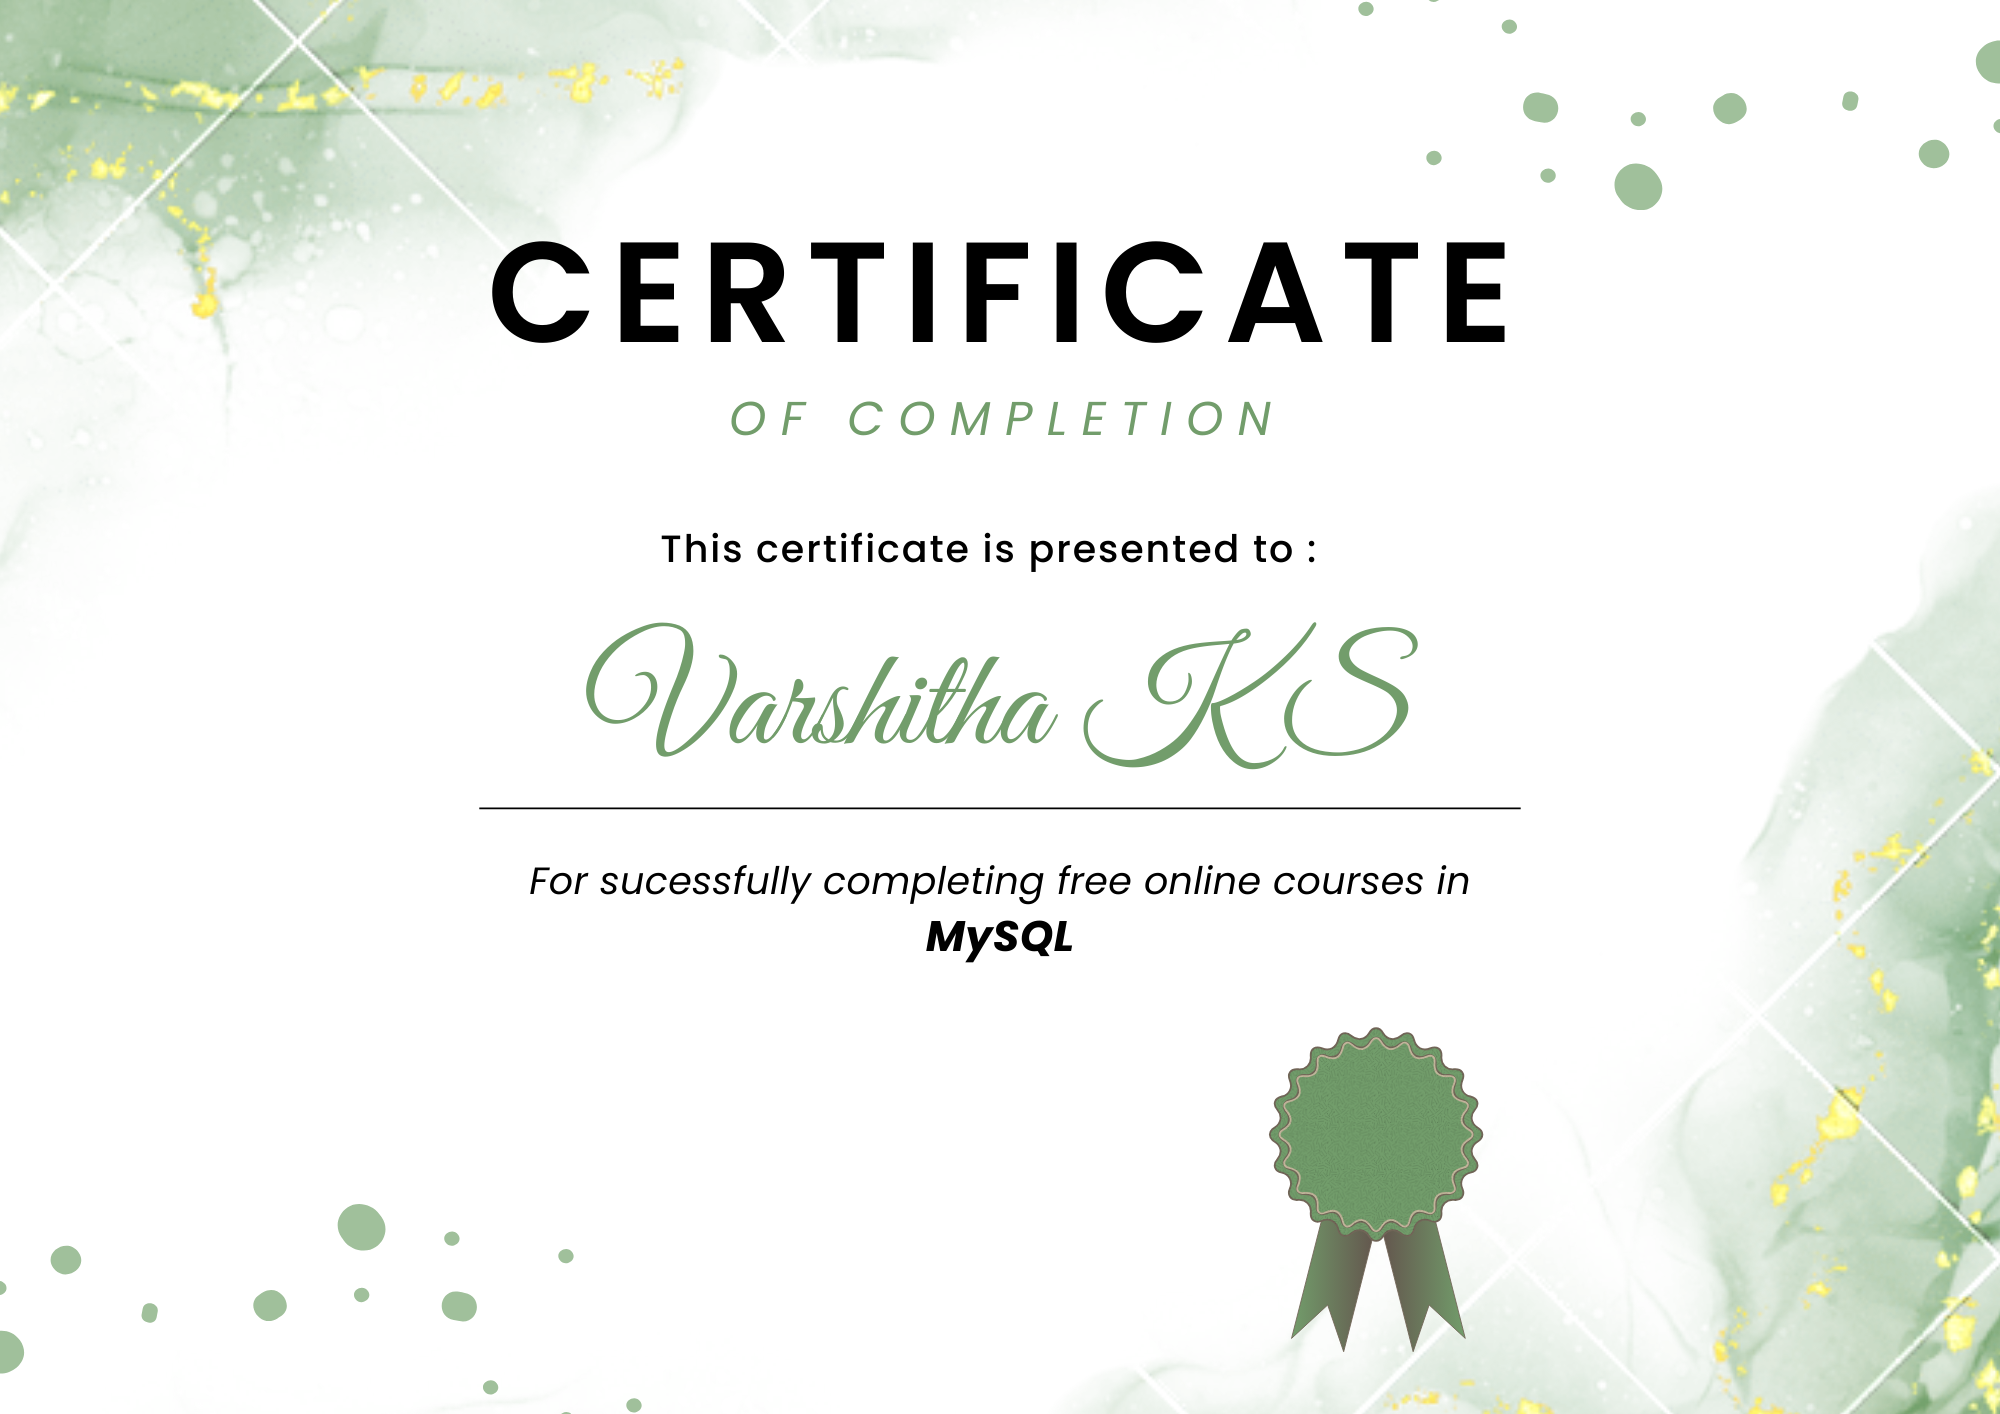 CERTIFICATE
OF COMPLETION
This certificate is presented to :
Varshitha KS
For sucessfully completing free online courses in
MySQL